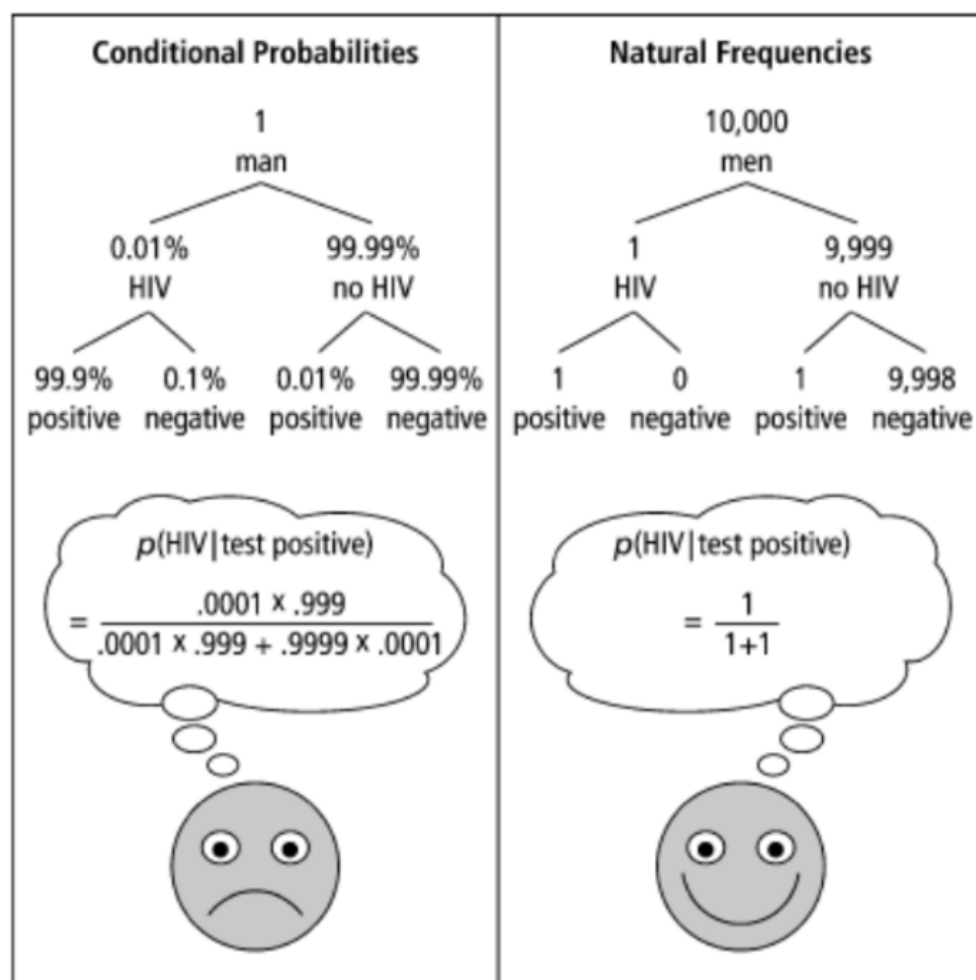 Conditional Probabilities
1
man
0.01% 99.99%
HIV no HIV
99.9% 0.1% 0.01% 99.99%
positive negative positive negative
p(HIV|test positive)
.0001 x .999
=
.0001 x .999 + .9999 x .0001
Natural Frequencies
10,000
men
1 9,999
HIV no HIV
1 0 1 9,998
positive negative positive negative
p(HIV|test positive)
1
=
1+1